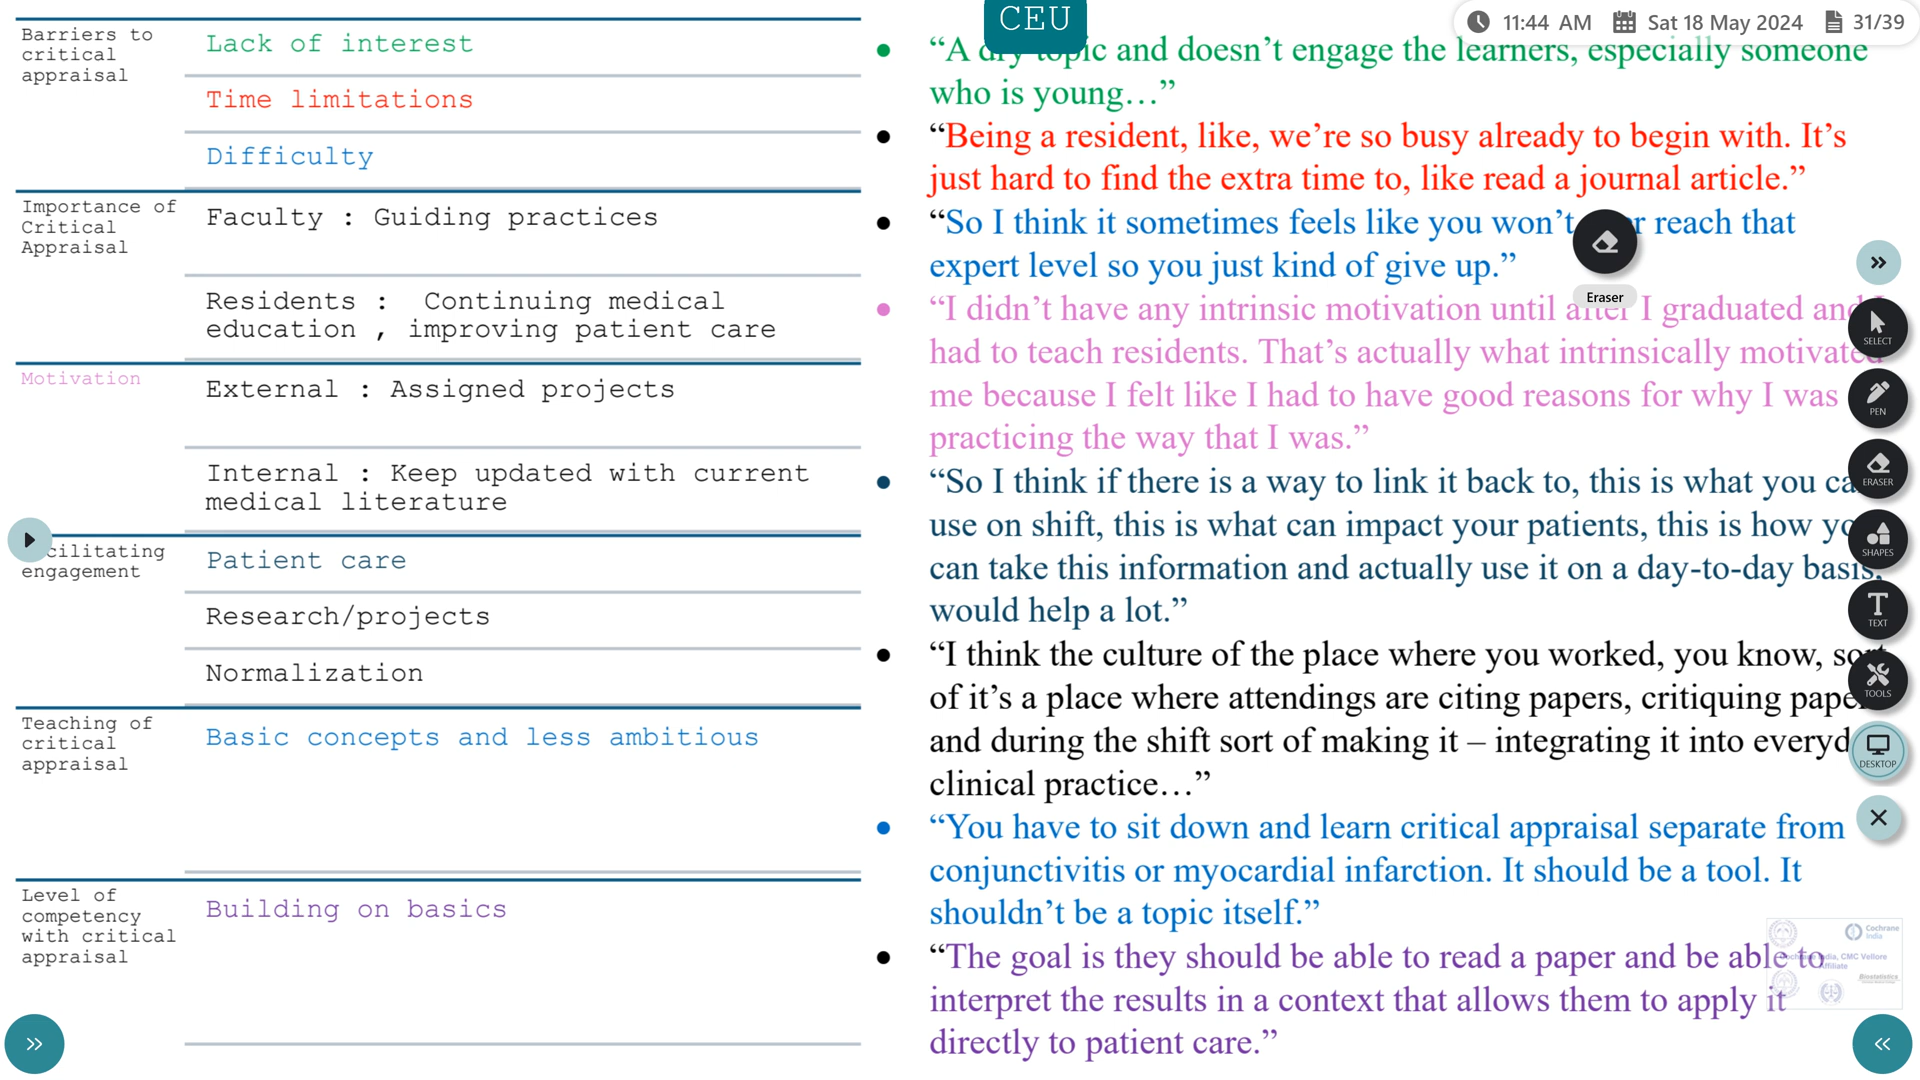 CEU
11:44 AM
Sat 18 May 2024
31/39
Barriers to
critical
appraisal
Lack of interest
Time limitations
Difficulty
Importance of
Critical
Appraisal
Faculty : Guiding practices
Residents : Continuing medical
education , improving patient care
Motivation
External : Assigned projects
Internal : Keep updated with current
medical literature
cilitating
engagement
Patient care
Research/projects
Normalization
Teaching of
critical
appraisal
Basic concepts and less ambitious
Level of
competency
with critical
appraisal
Building on basics
• “A dry topic and doesn’t engage the learners, especially someone
who is young…”
• “Being a resident, like, we’re so busy already to begin with. It’s
just hard to find the extra time to, like read a journal article.”
• “So I think it sometimes feels like you won’t reach that
expert level so you just kind of give up.”
• “I didn’t have any intrinsic motivation until after I graduated and I
had to teach residents. That’s actually what intrinsically motivated
me because I felt like I had to have good reasons for why I was
practicing the way that I was.”
• “So I think if there is a way to link it back to, this is what you ca
use on shift, this is what can impact your patients, this is how yo
can take this information and actually use it on a day-to-day basis,
would help a lot.”
• “I think the culture of the place where you worked, you know, sort
of it’s a place where attendings are citing papers, critiquing pape
and during the shift sort of making it – integrating it into everyd
clinical practice…”
• “You have to sit down and learn critical appraisal separate from
conjunctivitis or myocardial infarction. It should be a tool. It
shouldn’t be a topic itself.”
• “The goal is they should be able to read a paper and be able to
interpret the results in a context that allows them to apply it
directly to patient care.”
Eraser
SELECT
PEN
ERASER
SHAPES
TEXT
TOOLS
DESKTOP
Cochrane
India
Cochrane India, CMC Vellore
Affiliate
Biostatistics